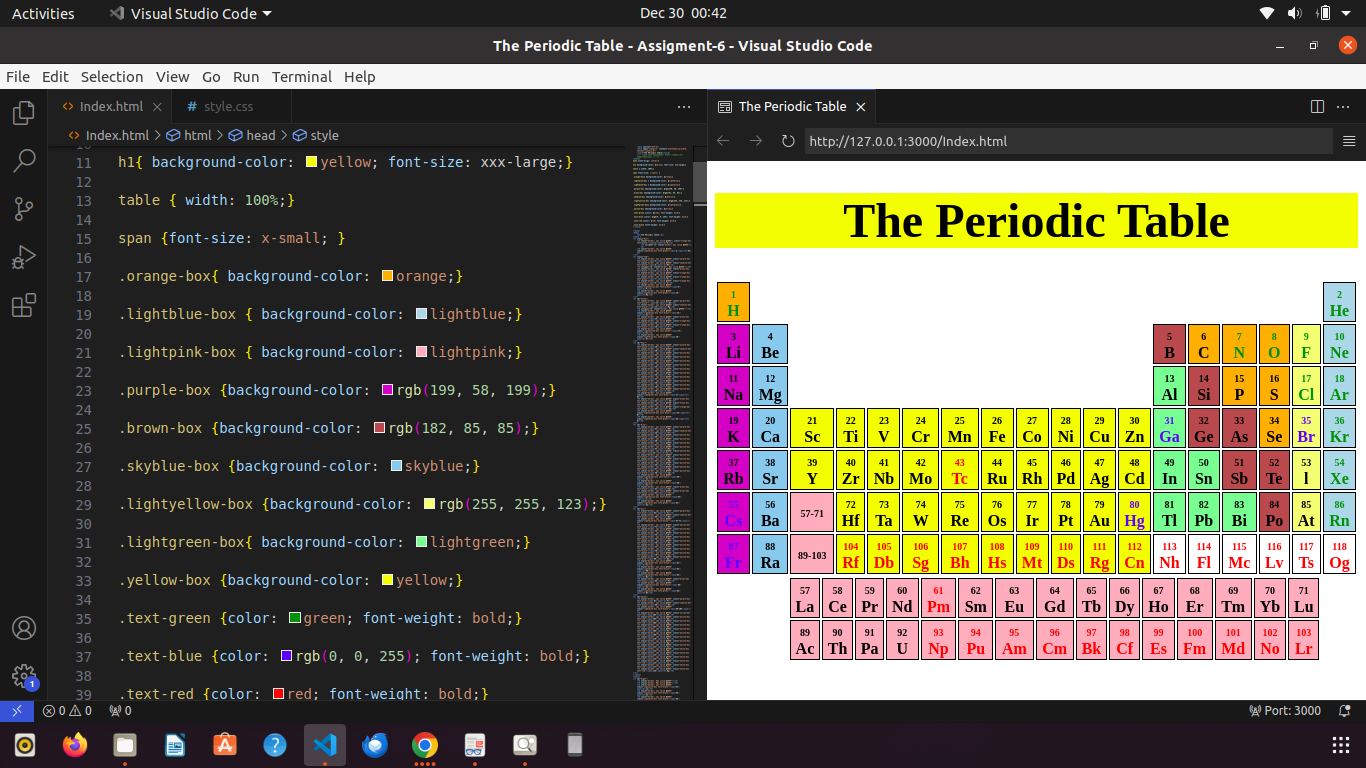 Activities Visual Studio Code Dec 30 00:42
The Periodic Table - Assigment-6 - Visual Studio Code
File Edit Selection View Go Run Terminal Help
Index.html style.css
Index.html html head style
11 h1{ background-color: yellow; font-size: xxx-large;}
12
13 table { width: 100%;}
14
15 span {font-size: x-small; }
16
17 .orange-box{ background-color: orange;}
18
19 .lightblue-box { background-color: lightblue;}
20
21 .lightpink-box { background-color: lightpink;}
22
23 .purple-box {background-color: rgb(199, 58, 199);}
24
25 .brown-box {background-color: rgb(182, 85, 85);}
26
27 .skyblue-box {background-color: skyblue;}
28
29 .lightyellow-box {background-color: rgb(255, 255, 123);}
30
31 .lightgreen-box{ background-color: lightgreen;}
32
33 .yellow-box {background-color: yellow;}
34
35 .text-green {color: green; font-weight: bold;}
36
37 .text-blue {color: rgb(0, 0, 255); font-weight: bold;}
38
39 .text-red {color: red; font-weight: bold;}
The Periodic Table
http://127.0.0.1:3000/Index.html
The Periodic Table
1 2
H He
3 4 5 6 7 8 9 10
Li Be B C N O F Ne
11 12 13 14 15 16 17 18
Na Mg Al Si P S Cl Ar
19 20 21 22 23 24 25 26 27 28 29 30 31 32 33 34 35 36
K Ca Sc Ti V Cr Mn Fe Co Ni Cu Zn Ga Ge As Se Br Kr
37 38 39 40 41 42 43 44 45 46 47 48 49 50 51 52 53 54
Rb Sr Y Zr Nb Mo Tc Ru Rh Pd Ag Cd In Sn Sb Te l Xe
55 56 57-71 72 73 74 75 76 77 78 79 80 81 82 83 84 85 86
Cs Ba Hf Ta W Re Os Ir Pt Au Hg Tl Pb Bi Po At Rn
87 88 89-103 104 105 106 107 108 109 110 111 112 113 114 115 116 117 118
Fr Ra Rf Db Sg Bh Hs Mt Ds Rg Cn Nh Fl Mc Lv Ts Og
57 58 59 60 61 62 63 64 65 66 67 68 69 70 71
La Ce Pr Nd Pm Sm Eu Gd Tb Dy Ho Er Tm Yb Lu
89 90 91 92 93 94 95 96 97 98 99 100 101 102 103
Ac Th Pa U Np Pu Am Cm Bk Cf Es Fm Md No Lr
1
0 0 0 Port: 3000